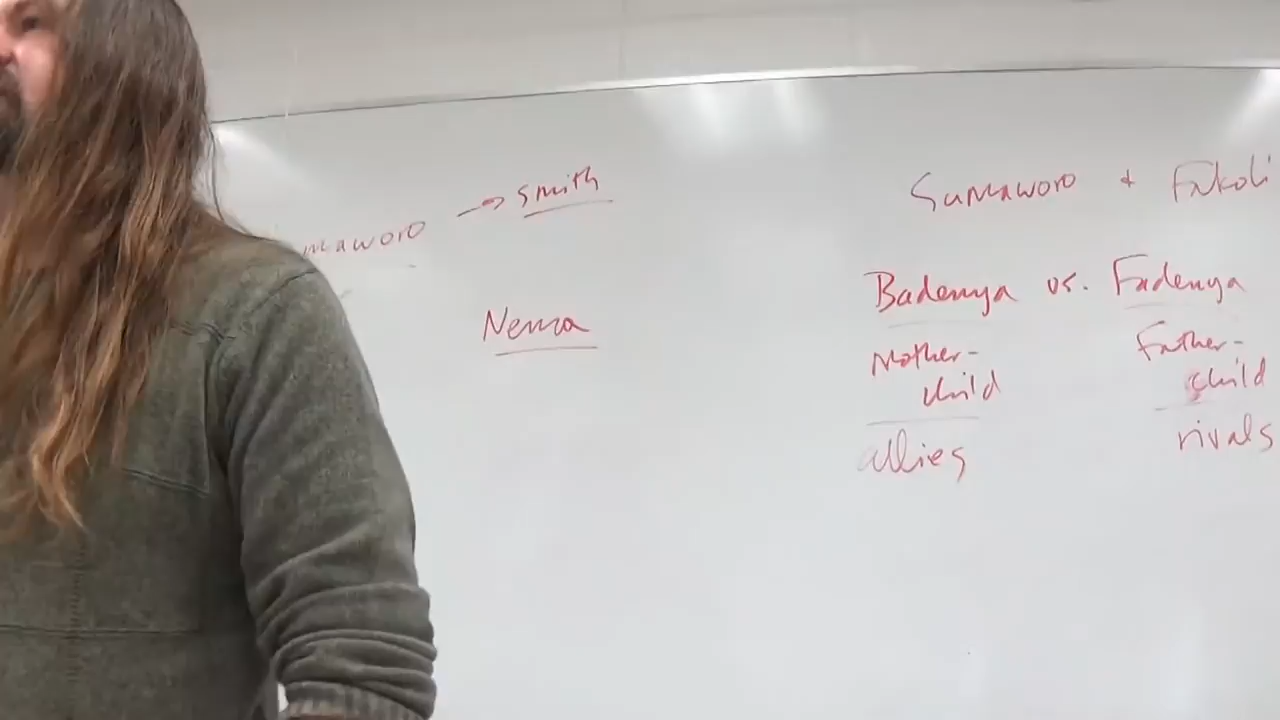 maworo → smith
Nema
Sumaworo + Fakoli
Badenya vs. Fadenya
Mother- Father-
child child
allies rivals